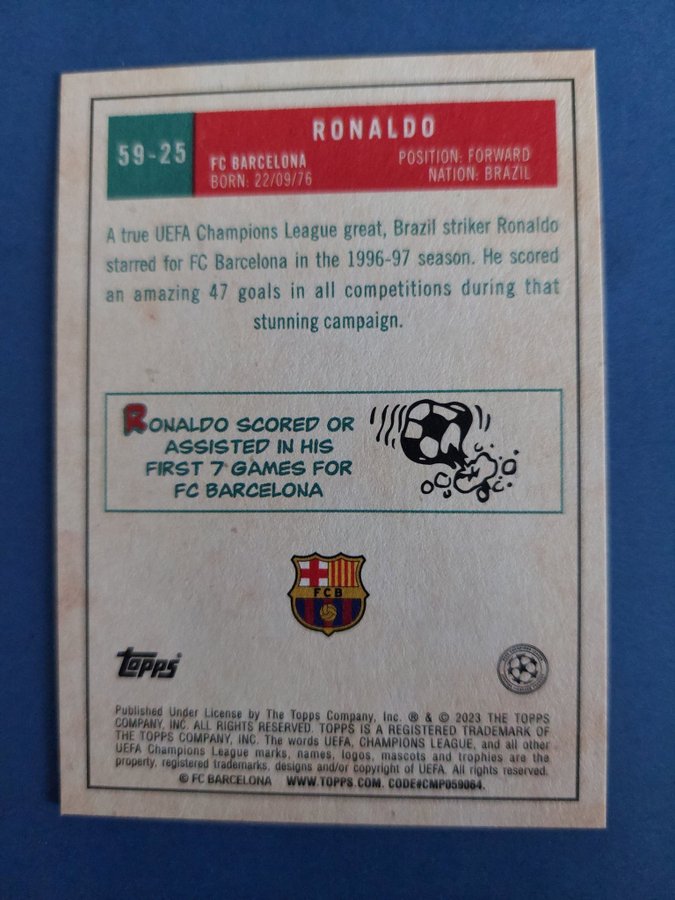 59-25
RONALDO
FC BARCELONA
BORN: 22/09/76
POSITION: FORWARD
NATION: BRAZIL
A true UEFA Champions League great, Brazil striker Ronaldo
starred for FC Barcelona in the 1996-97 season. He scored
an amazing 47 goals in all competitions during that
stunning campaign.
RONALDO SCORED OR
ASSISTED IN HIS
FIRST 7 GAMES FOR
FC BARCELONA
FCB
Topps
Published Under License by The Topps Company, Inc. ® & © 2023 THE TOPPS
COMPANY, INC. ALL RIGHTS RESERVED. TOPPS IS A REGISTERED TRADEMARK OF
THE TOPPS COMPANY, INC. The words UEFA, CHAMPIONS LEAGUE, and all other
UEFA Champions League marks, names, logos, mascots and trophies are the
property, registered trademarks, designs and/or copyright of UEFA. All rights reserved.
© FC BARCELONA WWW.TOPPS.COM. CODE#CMP059064.